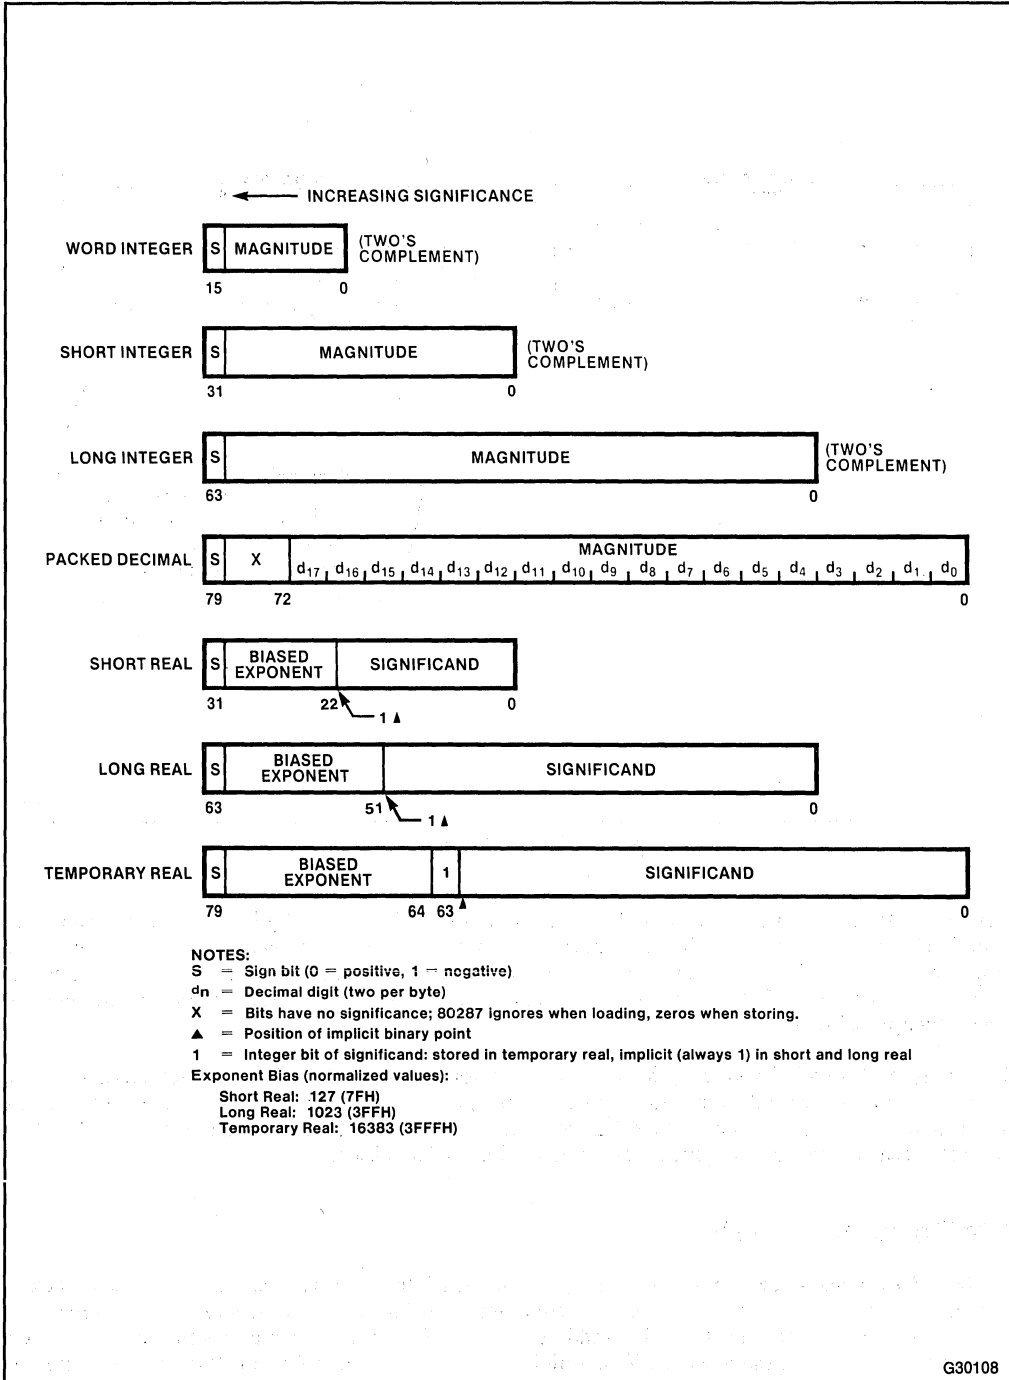 INCREASING SIGNIFICANCE
WORD INTEGER S MAGNITUDE (TWO'S
COMPLEMENT)
15 0
SHORT INTEGER S MAGNITUDE (TWO'S
COMPLEMENT)
31 0
LONG INTEGER S MAGNITUDE (TWO'S
COMPLEMENT)
63 0
PACKED DECIMAL S X MAGNITUDE
d17 d16 d15 d14 d13 d12 d11 d10 d9 d8 d7 d6 d5 d4 d3 d2 d1 d0
79 72 0
SHORT REAL S BIASED
EXPONENT SIGNIFICAND
31 22 0
1 ▲
LONG REAL S BIASED
EXPONENT SIGNIFICAND
63 51 0
1 ▲
TEMPORARY REAL S BIASED
EXPONENT 1 SIGNIFICAND
79 64 63 ▲ 0
NOTES:
S = Sign bit (0 = positive, 1 = negative)
dn = Decimal digit (two per byte)
X = Bits have no significance; 80287 ignores when loading, zeros when storing.
▲ = Position of implicit binary point
1 = Integer bit of significand: stored in temporary real, implicit (always 1) in short and long real
Exponent Bias (normalized values):
Short Real: 127 (7FH)
Long Real: 1023 (3FFH)
Temporary Real: 16383 (3FFFH)
G30108